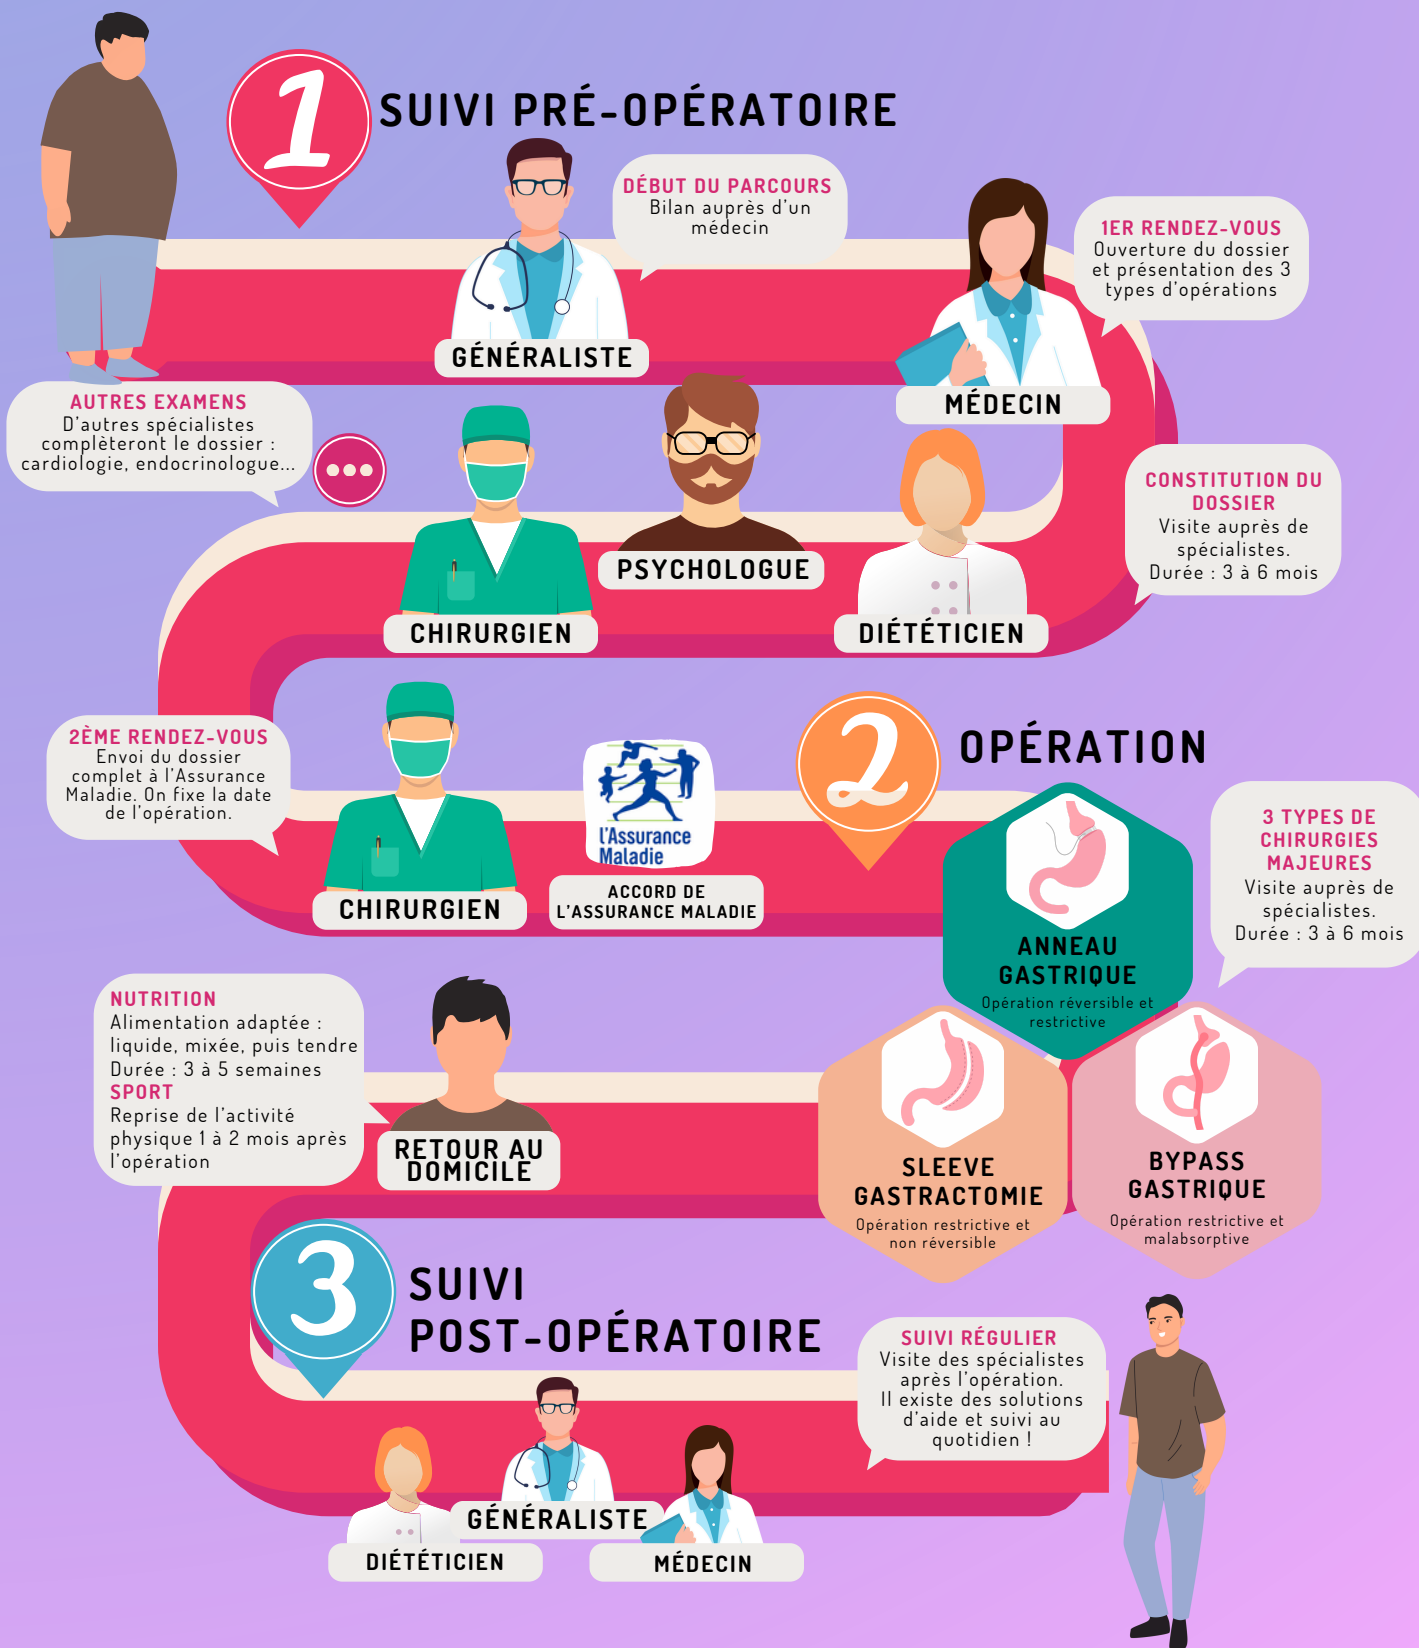 1
SUIVI PRÉ-OPÉRATOIRE
DÉBUT DU PARCOURS
Bilan auprès d'un
médecin
GÉNÉRALISTE
1ER RENDEZ-VOUS
Ouverture du dossier
et présentation des 3
types d'opérations
MÉDECIN
CONSTITUTION DU
DOSSIER
Visite auprès de
spécialistes.
Durée : 3 à 6 mois
DIÉTÉTICIEN
PSYCHOLOGUE
CHIRURGIEN
AUTRES EXAMENS
D'autres spécialistes
complèteront le dossier :
cardiologie, endocrinologue...
2ÈME RENDEZ-VOUS
Envoi du dossier
complet à l'Assurance
Maladie. On fixe la date
de l'opération.
CHIRURGIEN
l'Assurance
Maladie
ACCORD DE
L'ASSURANCE MALADIE
2
OPÉRATION
3 TYPES DE
CHIRURGIES
MAJEURES
Visite auprès de
spécialistes.
Durée : 3 à 6 mois
ANNEAU
GASTRIQUE
Opération réversible et
restrictive
SLEEVE
GASTRACTOMIE
Opération restrictive et
non réversible
BYPASS
GASTRIQUE
Opération restrictive et
malabsorptive
NUTRITION
Alimentation adaptée :
liquide, mixée, puis tendre
Durée : 3 à 5 semaines
SPORT
Reprise de l'activité
physique 1 à 2 mois après
l'opération
RETOUR AU
DOMICILE
3
SUIVI
POST-OPÉRATOIRE
SUIVI RÉGULIER
Visite des spécialistes
après l'opération.
Il existe des solutions
d'aide et suivi au
quotidien !
GÉNÉRALISTE
DIÉTÉTICIEN
MÉDECIN